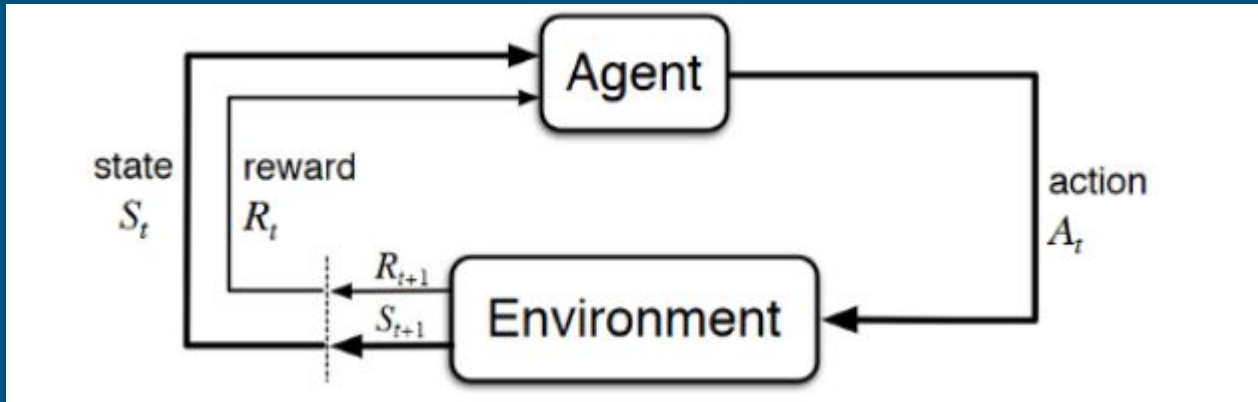 Agent
state
S_t
reward
R_t
action
A_t
R_{t+1}
S_{t+1}
Environment